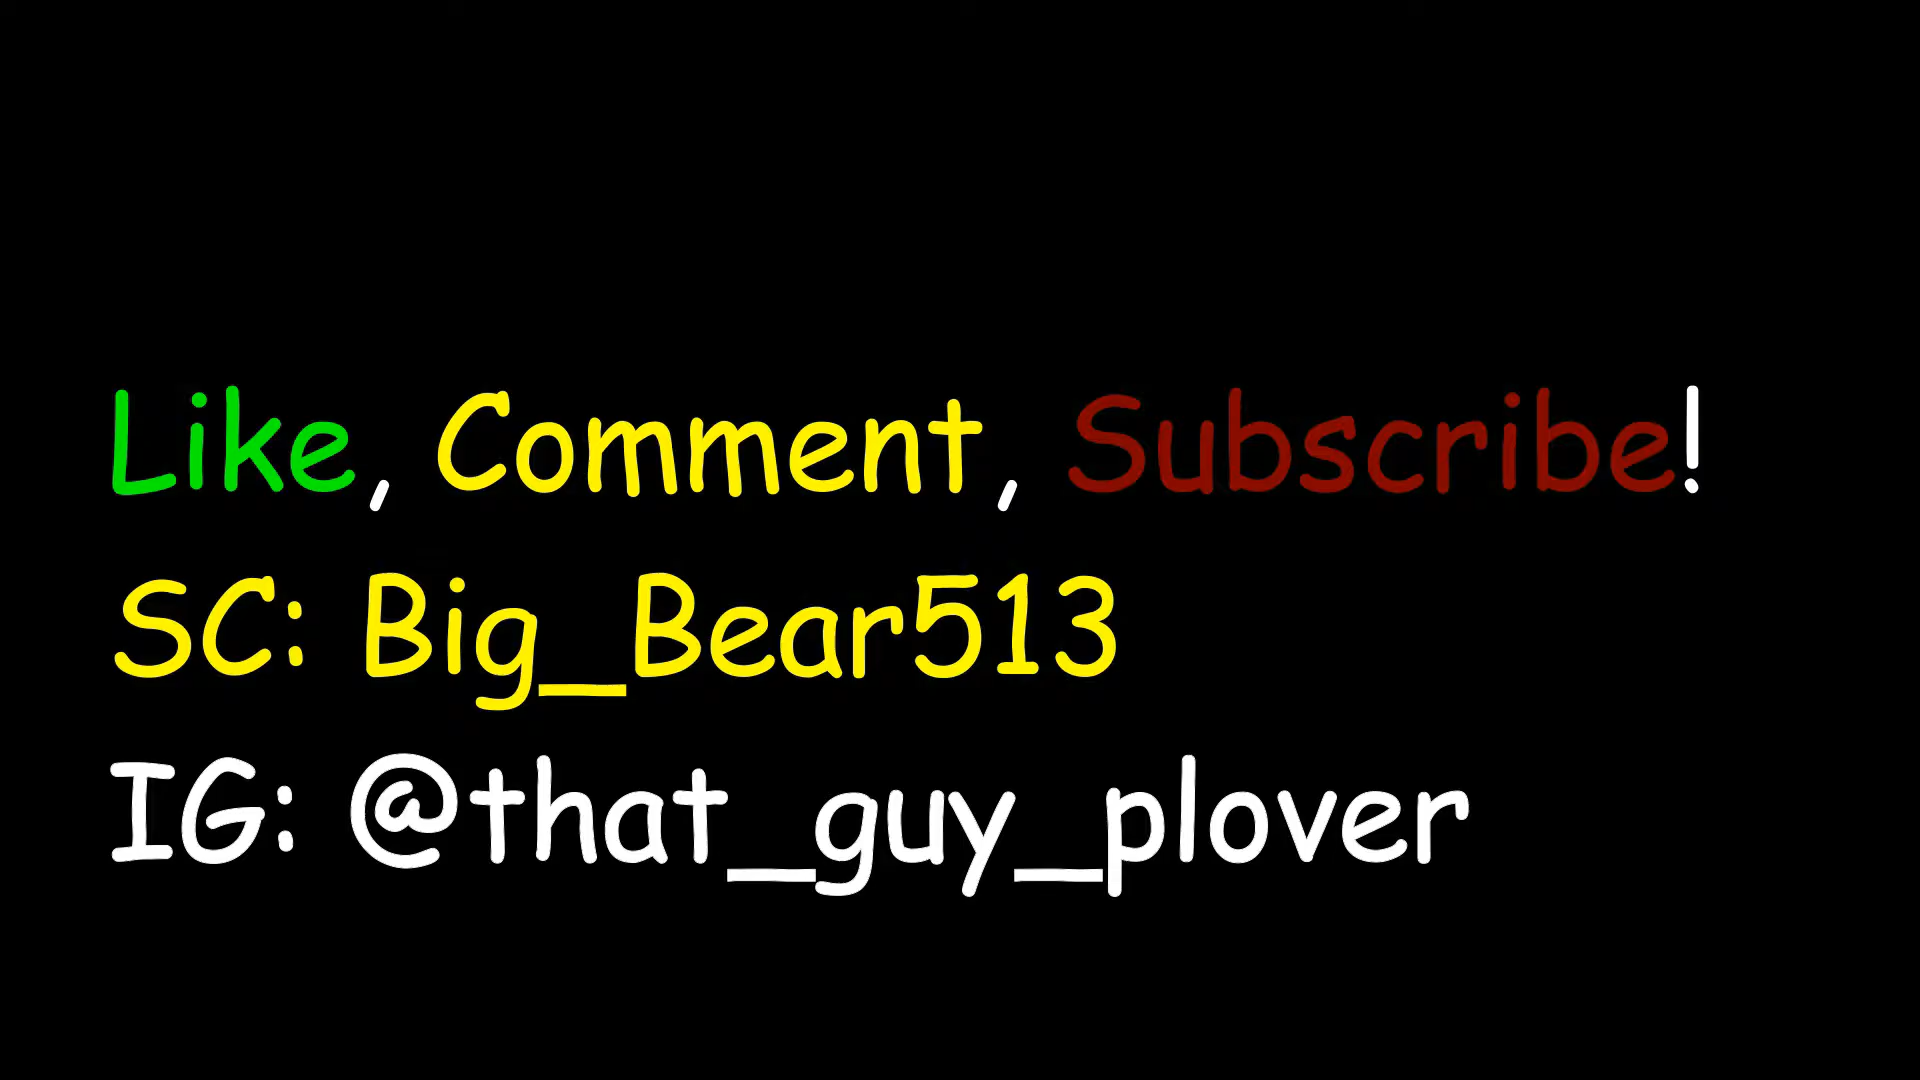 Like, Comment, Subscribe!
SC: Big_Bear513
IG: @that_guy_plover